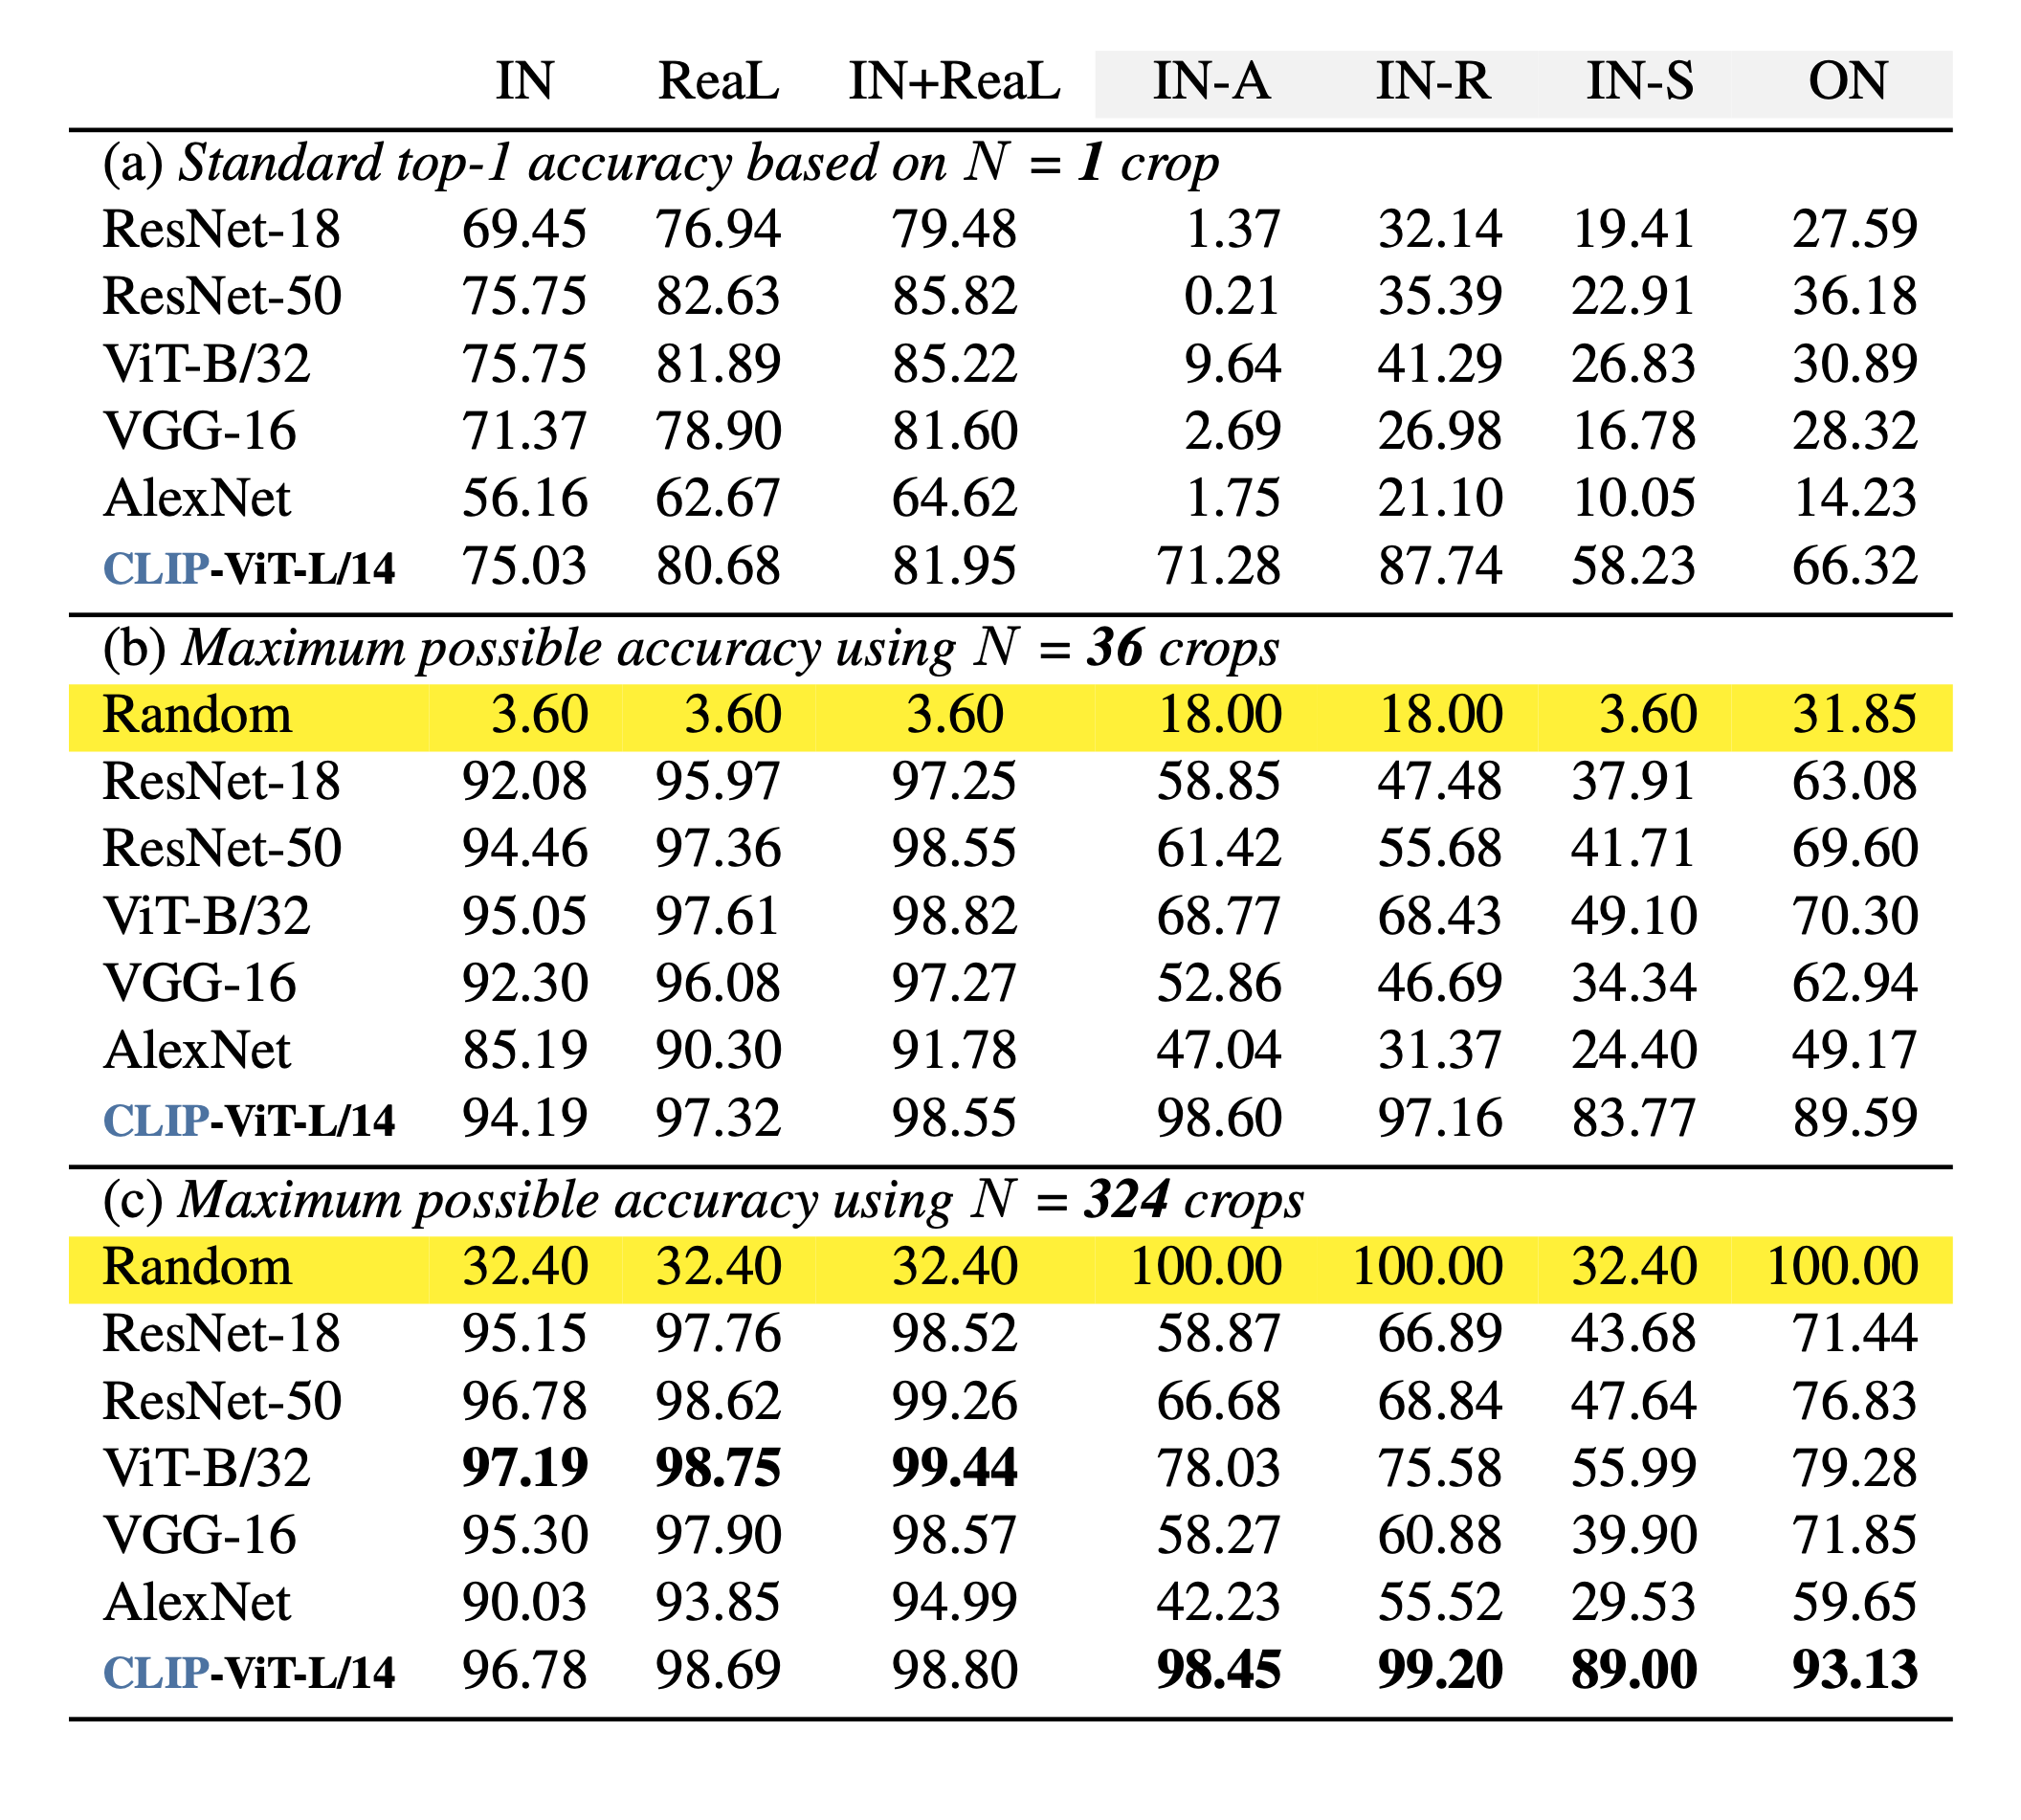 IN ReaL IN+ReaL IN-A IN-R IN-S ON
(a) Standard top-1 accuracy based on N = 1 crop
ResNet-18 69.45 76.94 79.48 1.37 32.14 19.41 27.59
ResNet-50 75.75 82.63 85.82 0.21 35.39 22.91 36.18
ViT-B/32 75.75 81.89 85.22 9.64 41.29 26.83 30.89
VGG-16 71.37 78.90 81.60 2.69 26.98 16.78 28.32
AlexNet 56.16 62.67 64.62 1.75 21.10 10.05 14.23
CLIP-ViT-L/14 75.03 80.68 81.95 71.28 87.74 58.23 66.32
(b) Maximum possible accuracy using N = 36 crops
Random 3.60 3.60 3.60 18.00 18.00 3.60 31.85
ResNet-18 92.08 95.97 97.25 58.85 47.48 37.91 63.08
ResNet-50 94.46 97.36 98.55 61.42 55.68 41.71 69.60
ViT-B/32 95.05 97.61 98.82 68.77 68.43 49.10 70.30
VGG-16 92.30 96.08 97.27 52.86 46.69 34.34 62.94
AlexNet 85.19 90.30 91.78 47.04 31.37 24.40 49.17
CLIP-ViT-L/14 94.19 97.32 98.55 98.60 97.16 83.77 89.59
(c) Maximum possible accuracy using N = 324 crops
Random 32.40 32.40 32.40 100.00 100.00 32.40 100.00
ResNet-18 95.15 97.76 98.52 58.87 66.89 43.68 71.44
ResNet-50 96.78 98.62 99.26 66.68 68.84 47.64 76.83
ViT-B/32 97.19 98.75 99.44 78.03 75.58 55.99 79.28
VGG-16 95.30 97.90 98.57 58.27 60.88 39.90 71.85
AlexNet 90.03 93.85 94.99 42.23 55.52 29.53 59.65
CLIP-ViT-L/14 96.78 98.69 98.80 98.45 99.20 89.00 93.13